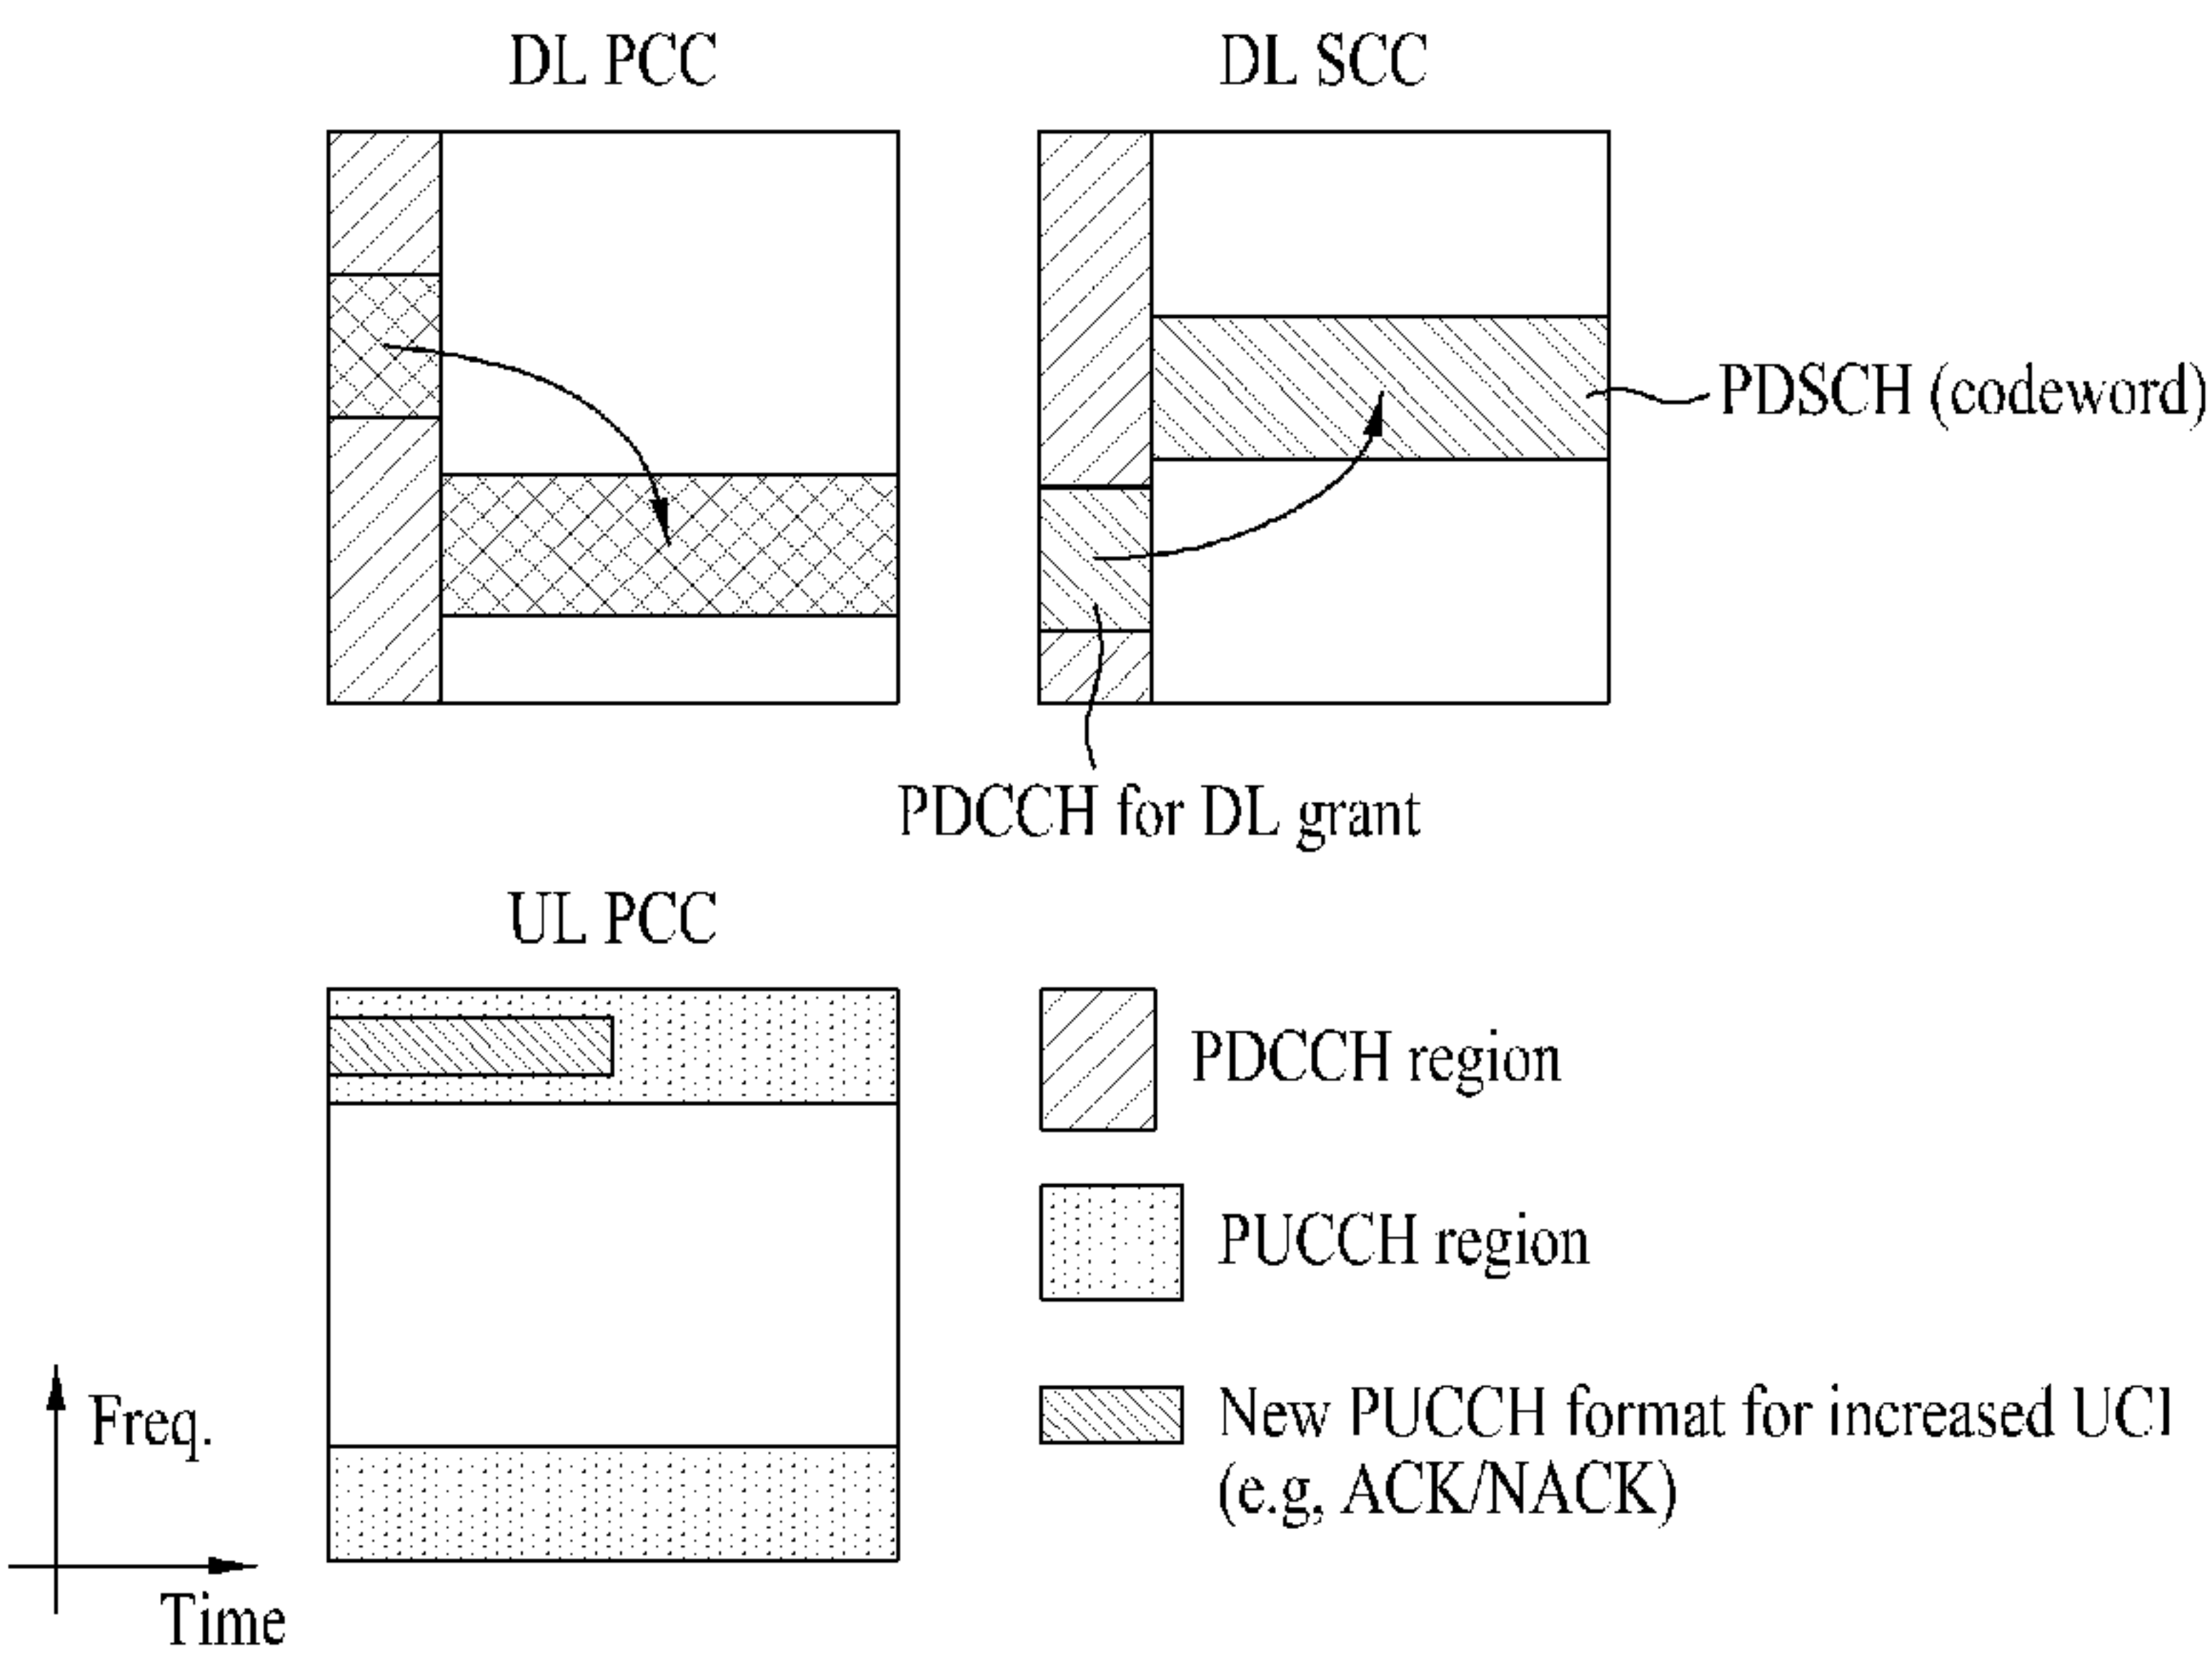 DL PCC
DL SCC
PDSCH (codeword)
PDCCH for DL grant
UL PCC
PDCCH region
PUCCH region
New PUCCH format for increased UCI
(e.g, ACK/NACK)
Freq.
Time